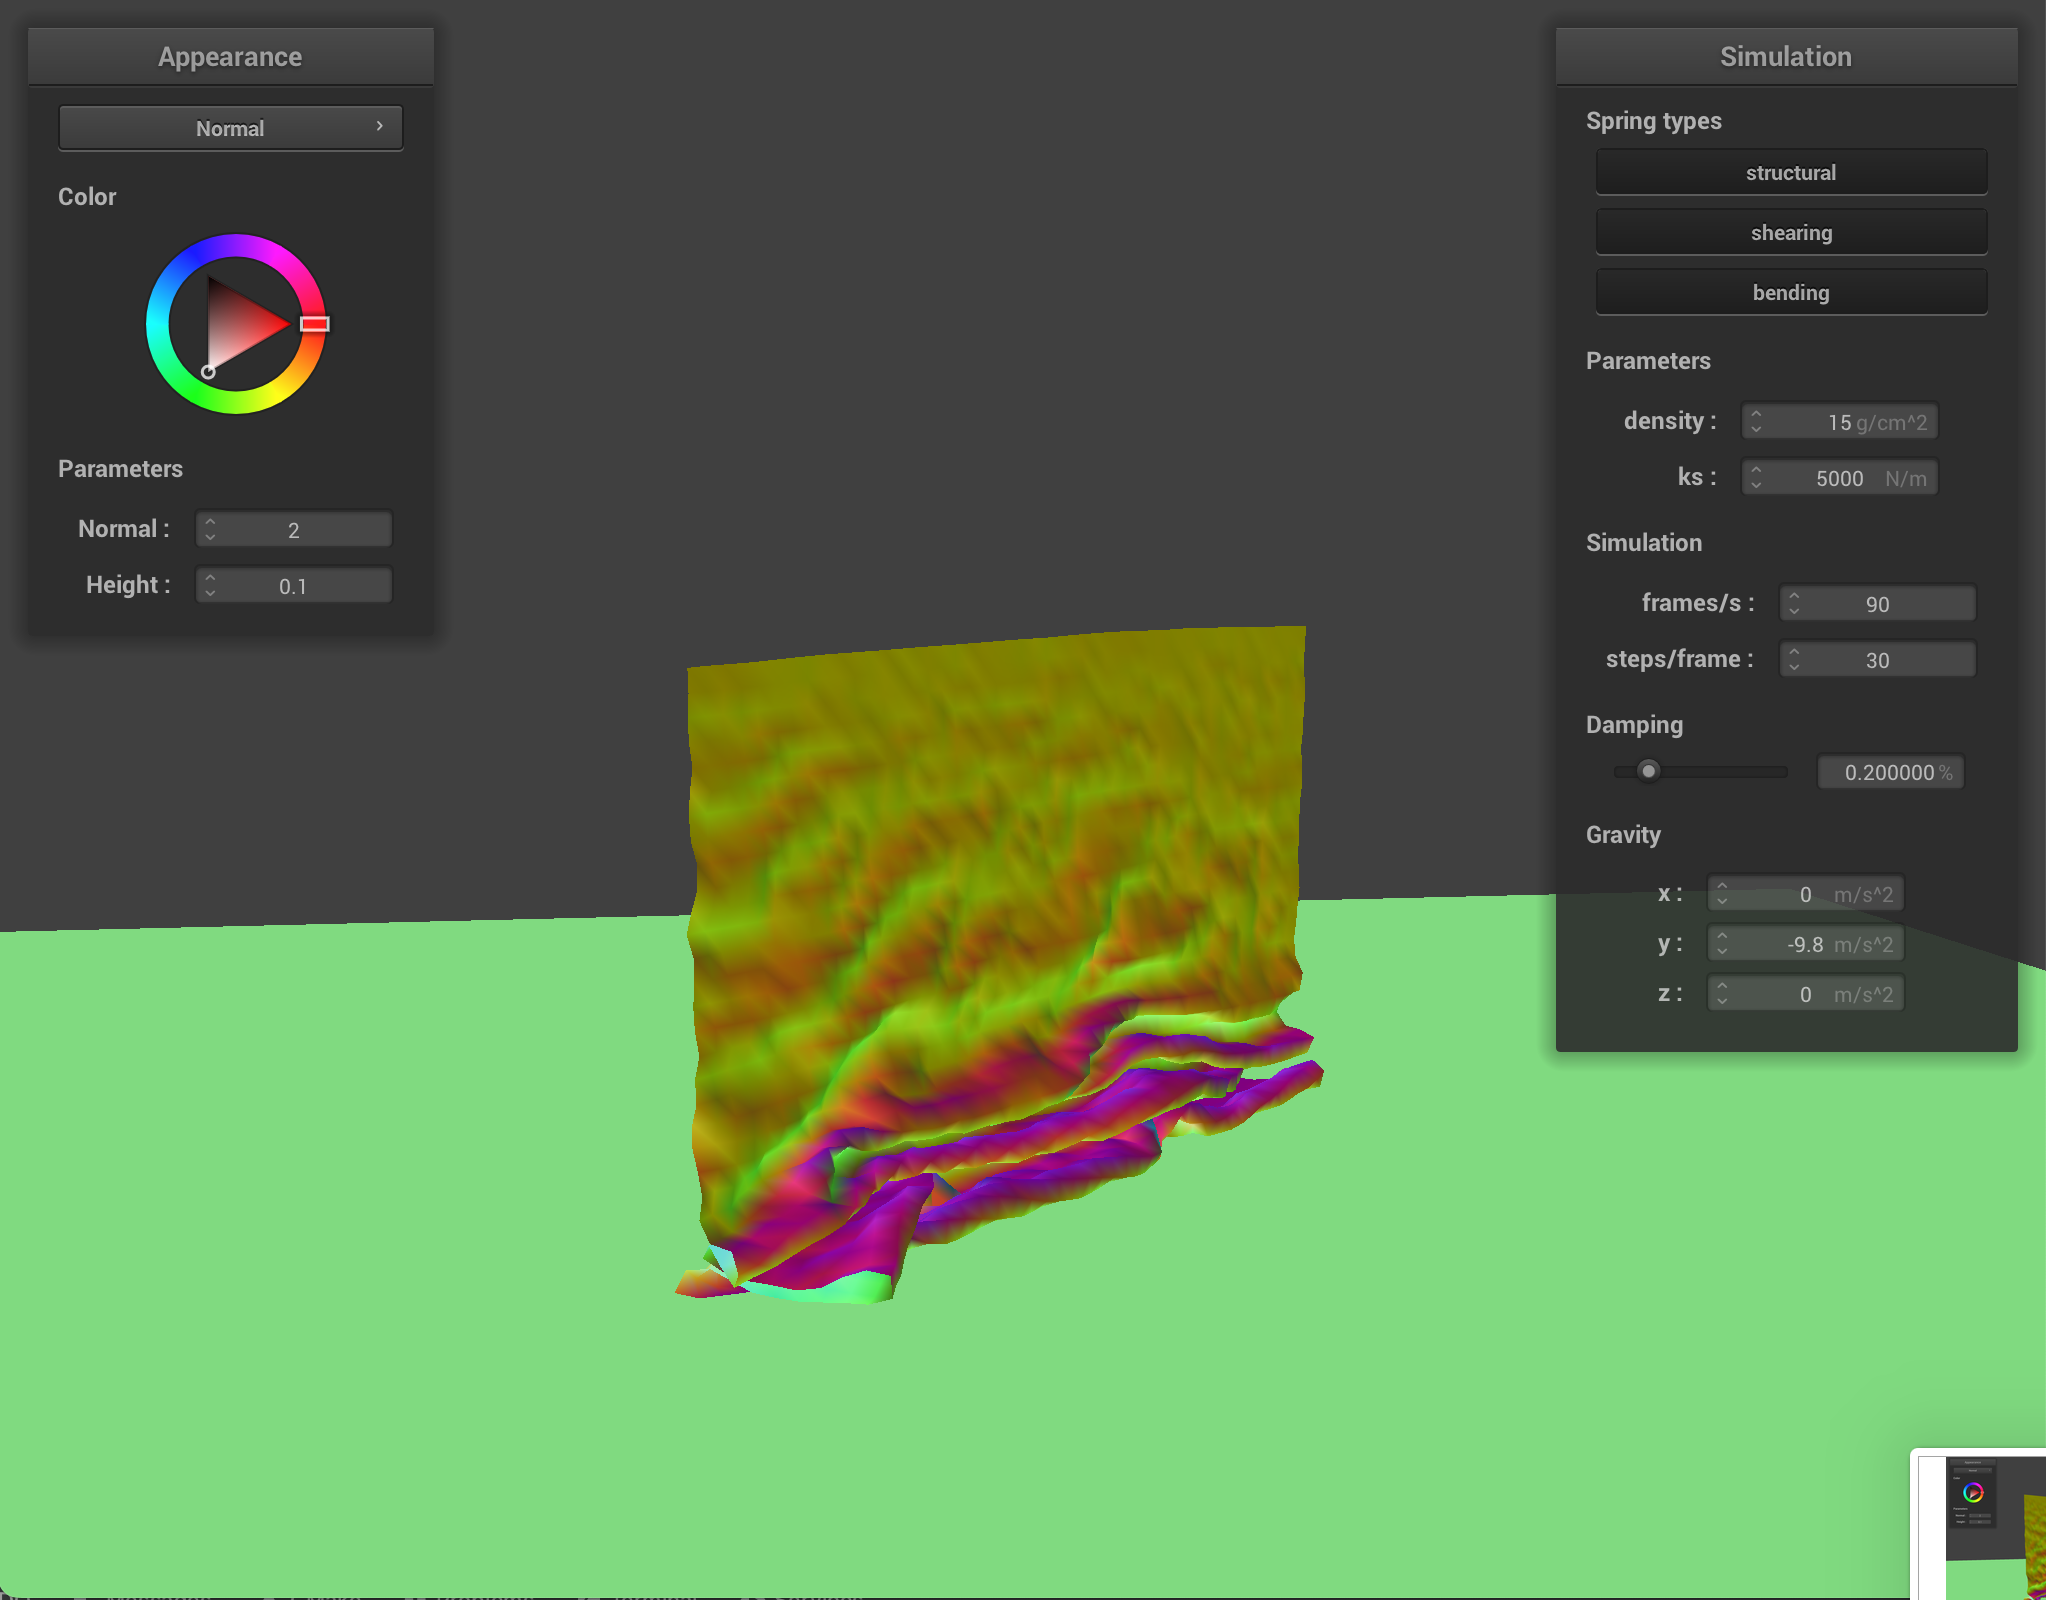 Appearance
Normal
Color
Parameters
Normal : 2
Height : 0.1
Simulation
Spring types
structural
shearing
bending
Parameters
density : 15 g/cm^2
ks : 5000 N/m
Simulation
frames/s : 90
steps/frame : 30
Damping
0.200000 %
Gravity
x : 0 m/s^2
y : -9.8 m/s^2
z : 0 m/s^2